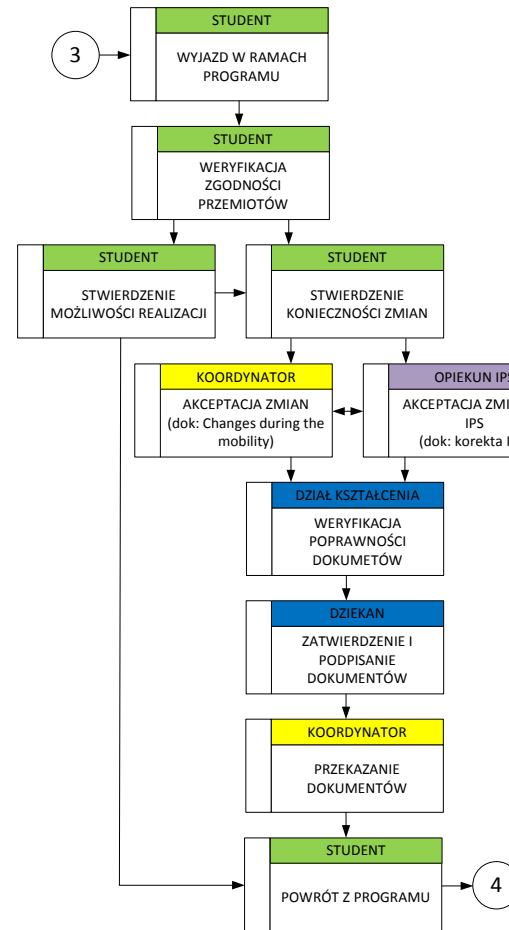 STUDENT
3
WYJAZD W RAMACH
PROGRAMU
STUDENT
WERYFIKACJA
ZGODNOŚCI
PRZEMIOTÓW
STUDENT
STWIERDZENIE
MOŻLIWOŚCI REALIZACJI
STUDENT
STWIERDZENIE
KONIECZNOŚCI ZMIAN
KOORDYNATOR
AKCEPTACJA ZMIAN
(dok: Changes during the
mobility)
OPIEKUN IPS
AKCEPTACJA ZMI
IPS
(dok: korekta
DZIAŁ KSZTAŁCENIA
WERYFIKACJA
POPRAWNOŚCI
DOKUMETÓW
DZIEKAN
ZATWIERDZENIE I
PODPISANIE
DOKUMENTÓW
KOORDYNATOR
PRZEKAZANIE
DOKUMENTÓW
STUDENT
POWRÓT Z PROGRAMU
4